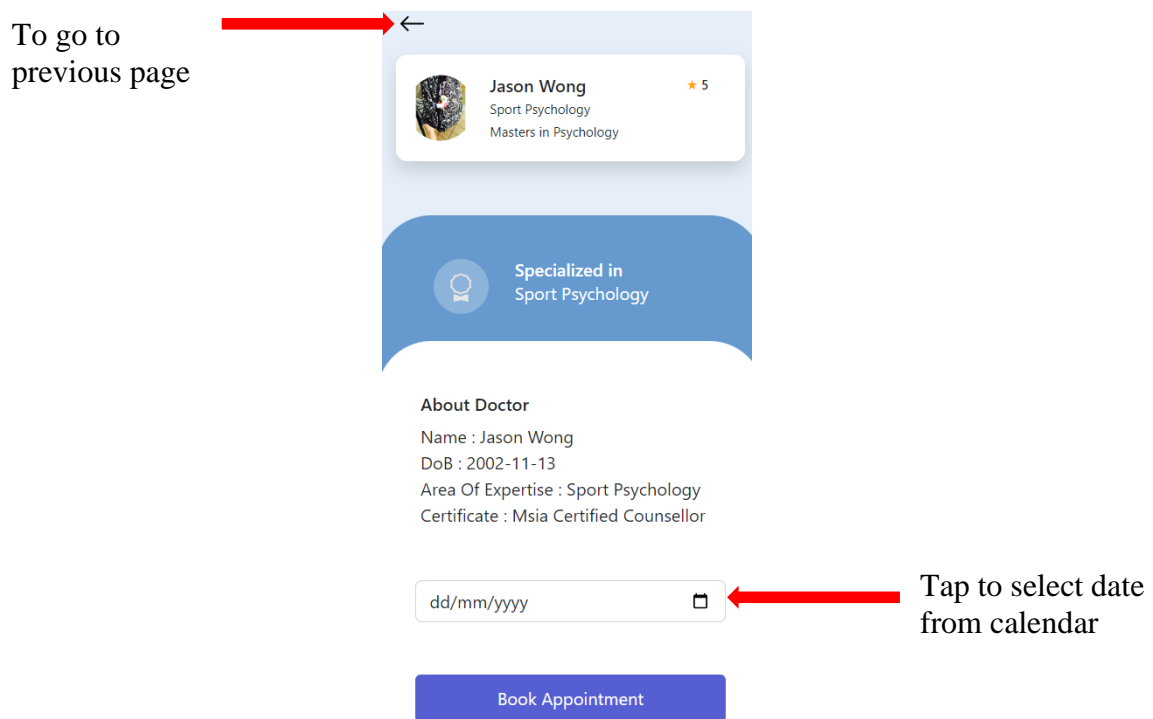 To go to
previous page
Jason Wong
5
Sport Psychology
Masters in Psychology
Specialized in
Sport Psychology
About Doctor
Name : Jason Wong
DoB : 2002-11-13
Area Of Expertise : Sport Psychology
Certificate : Msia Certified Counsellor
dd/mm/yyyy
Tap to select date
from calendar
Book Appointment